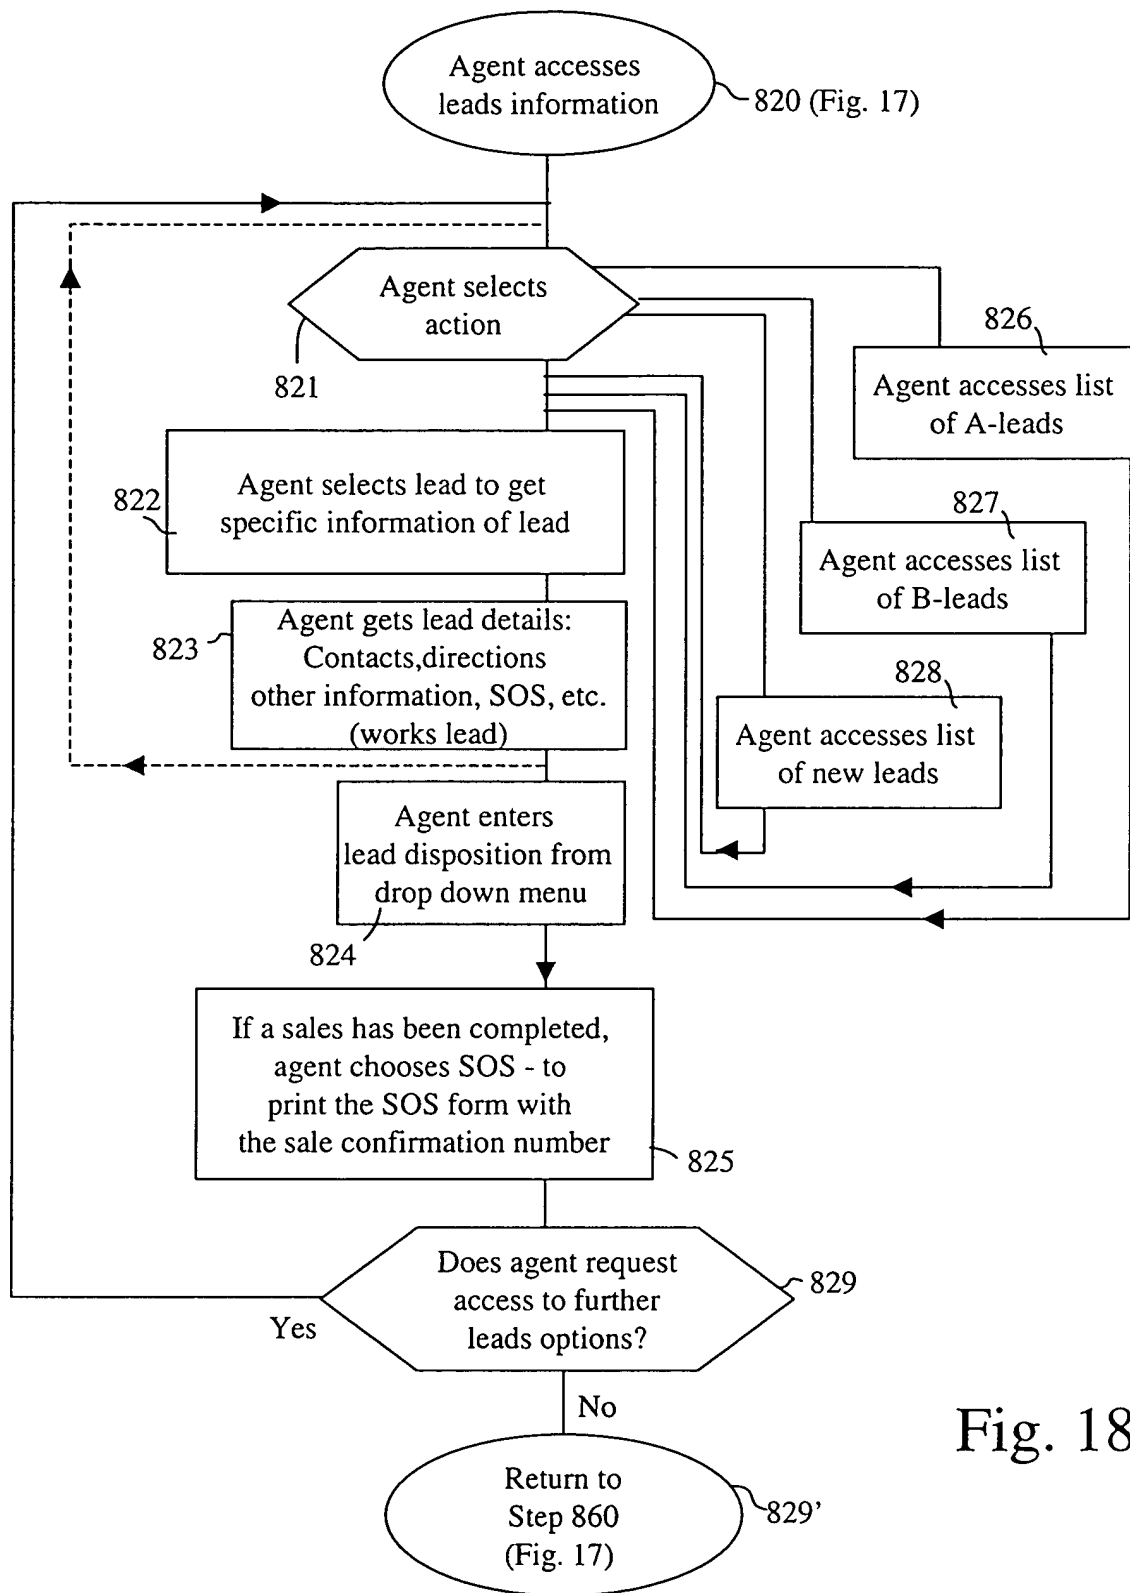 Agent accesses
leads information
820 (Fig. 17)
Agent selects
action
821
826
Agent accesses list
of A-leads
822
Agent selects lead to get
specific information of lead
827
Agent accesses list
of B-leads
823
Agent gets lead details:
Contacts,directions
other information, SOS, etc.
(works lead)
828
Agent accesses list
of new leads
Agent enters
lead disposition from
drop down menu
824
If a sales has been completed,
agent chooses SOS - to
print the SOS form with
the sale confirmation number
825
Does agent request
access to further
leads options?
829
Yes
No
Fig. 18
Return to
Step 860
(Fig. 17)
829’